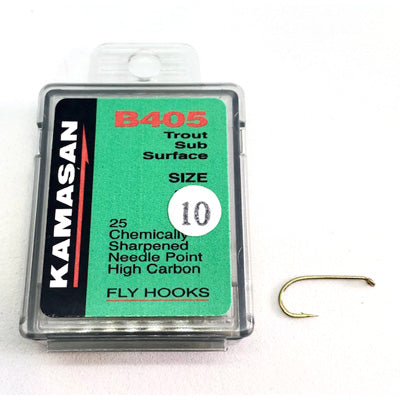 KAMASAN
B405
Trout
Sub
Surface
SIZE
10
25
Chemically
Sharpened
Needle Point
High Carbon
FLY HOOKS